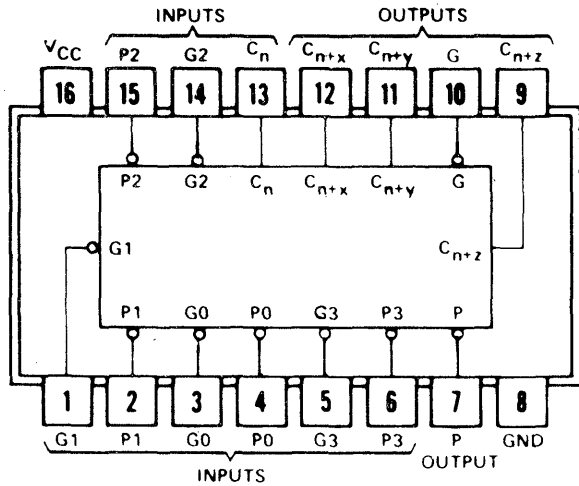 INPUTS OUTPUTS
VCC P2 G2 Cn Cn+x Cn+y G Cn+z
16 15 14 13 12 11 10 9
P2 G2 Cn Cn+x Cn+y G
G1 Cn+z
P1 G0 P0 G3 P3 P
1 2 3 4 5 6 7 8
G1 P1 G0 P0 G3 P3 P GND
INPUTS OUTPUT